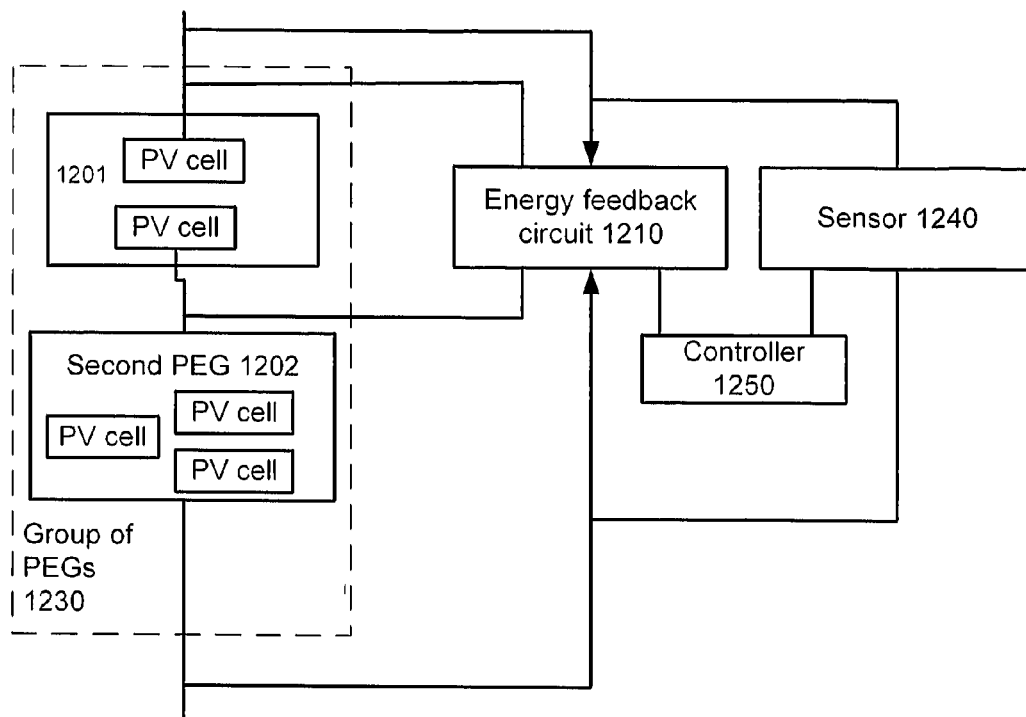 PV cell
1201
PV cell
Second PEG 1202
PV cell
PV cell
PV cell
Group of
PEGs
1230
Energy feedback
circuit 1210
Sensor 1240
Controller
1250